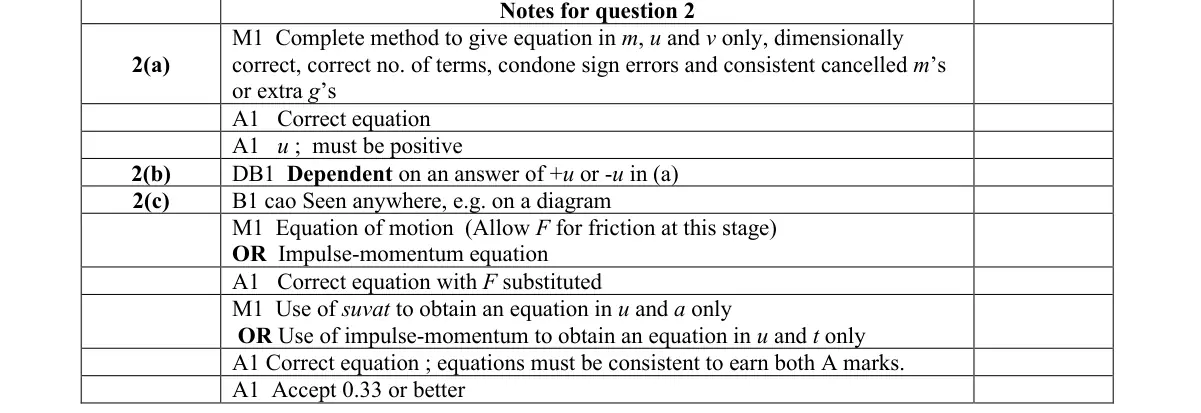 Notes for question 2
2(a)
M1 Complete method to give equation in m, u and v only, dimensionally
correct, correct no. of terms, condone sign errors and consistent cancelled m’s
or extra g’s
A1 Correct equation
A1 u ; must be positive
2(b)
DB1 Dependent on an answer of +u or -u in (a)
2(c)
B1 cao Seen anywhere, e.g. on a diagram
M1 Equation of motion (Allow F for friction at this stage)
OR Impulse-momentum equation
A1 Correct equation with F substituted
M1 Use of suvat to obtain an equation in u and a only
OR Use of impulse-momentum to obtain an equation in u and t only
A1 Correct equation ; equations must be consistent to earn both A marks.
A1 Accept 0.33 or better